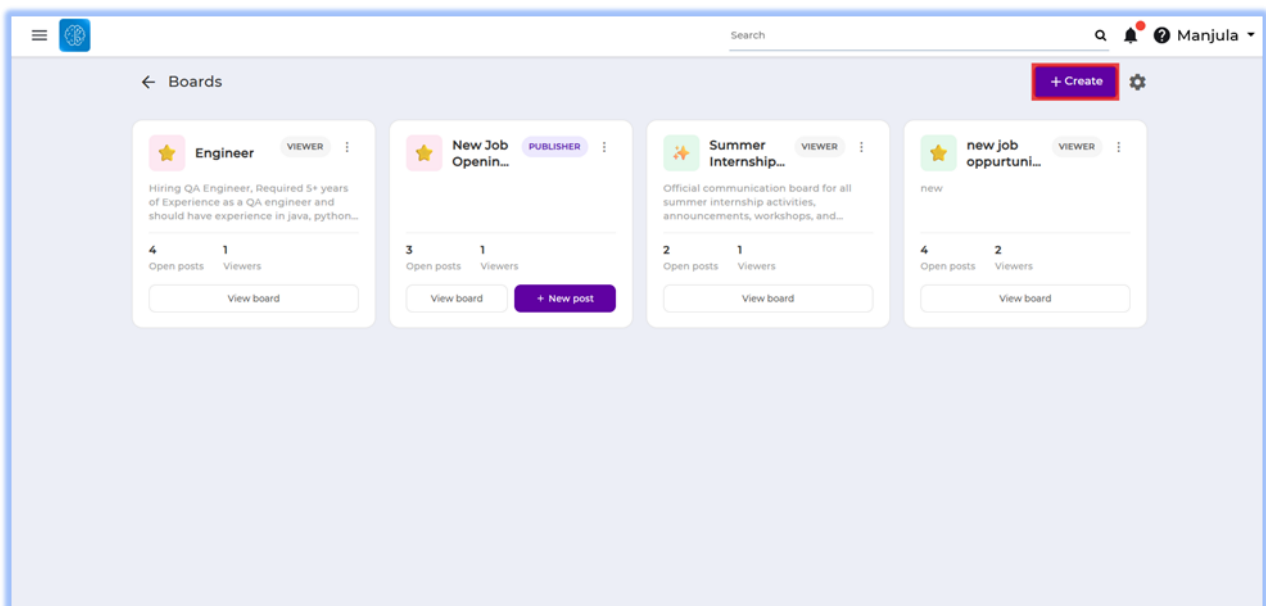 Search
Manjula
Boards
+ Create
Engineer
VIEWER
Hiring QA Engineer, Required 5+ years
of Experience as a QA engineer and
should have experience in java, python...
4 1
Open posts Viewers
View board
New Job
Openin...
PUBLISHER
3 1
Open posts Viewers
View board
+ New post
Summer
Internship...
VIEWER
Official communication board for all
summer internship activities,
announcements, workshops, and...
2 1
Open posts Viewers
View board
new job
oppurtuni...
VIEWER
new
4 2
Open posts Viewers
View board